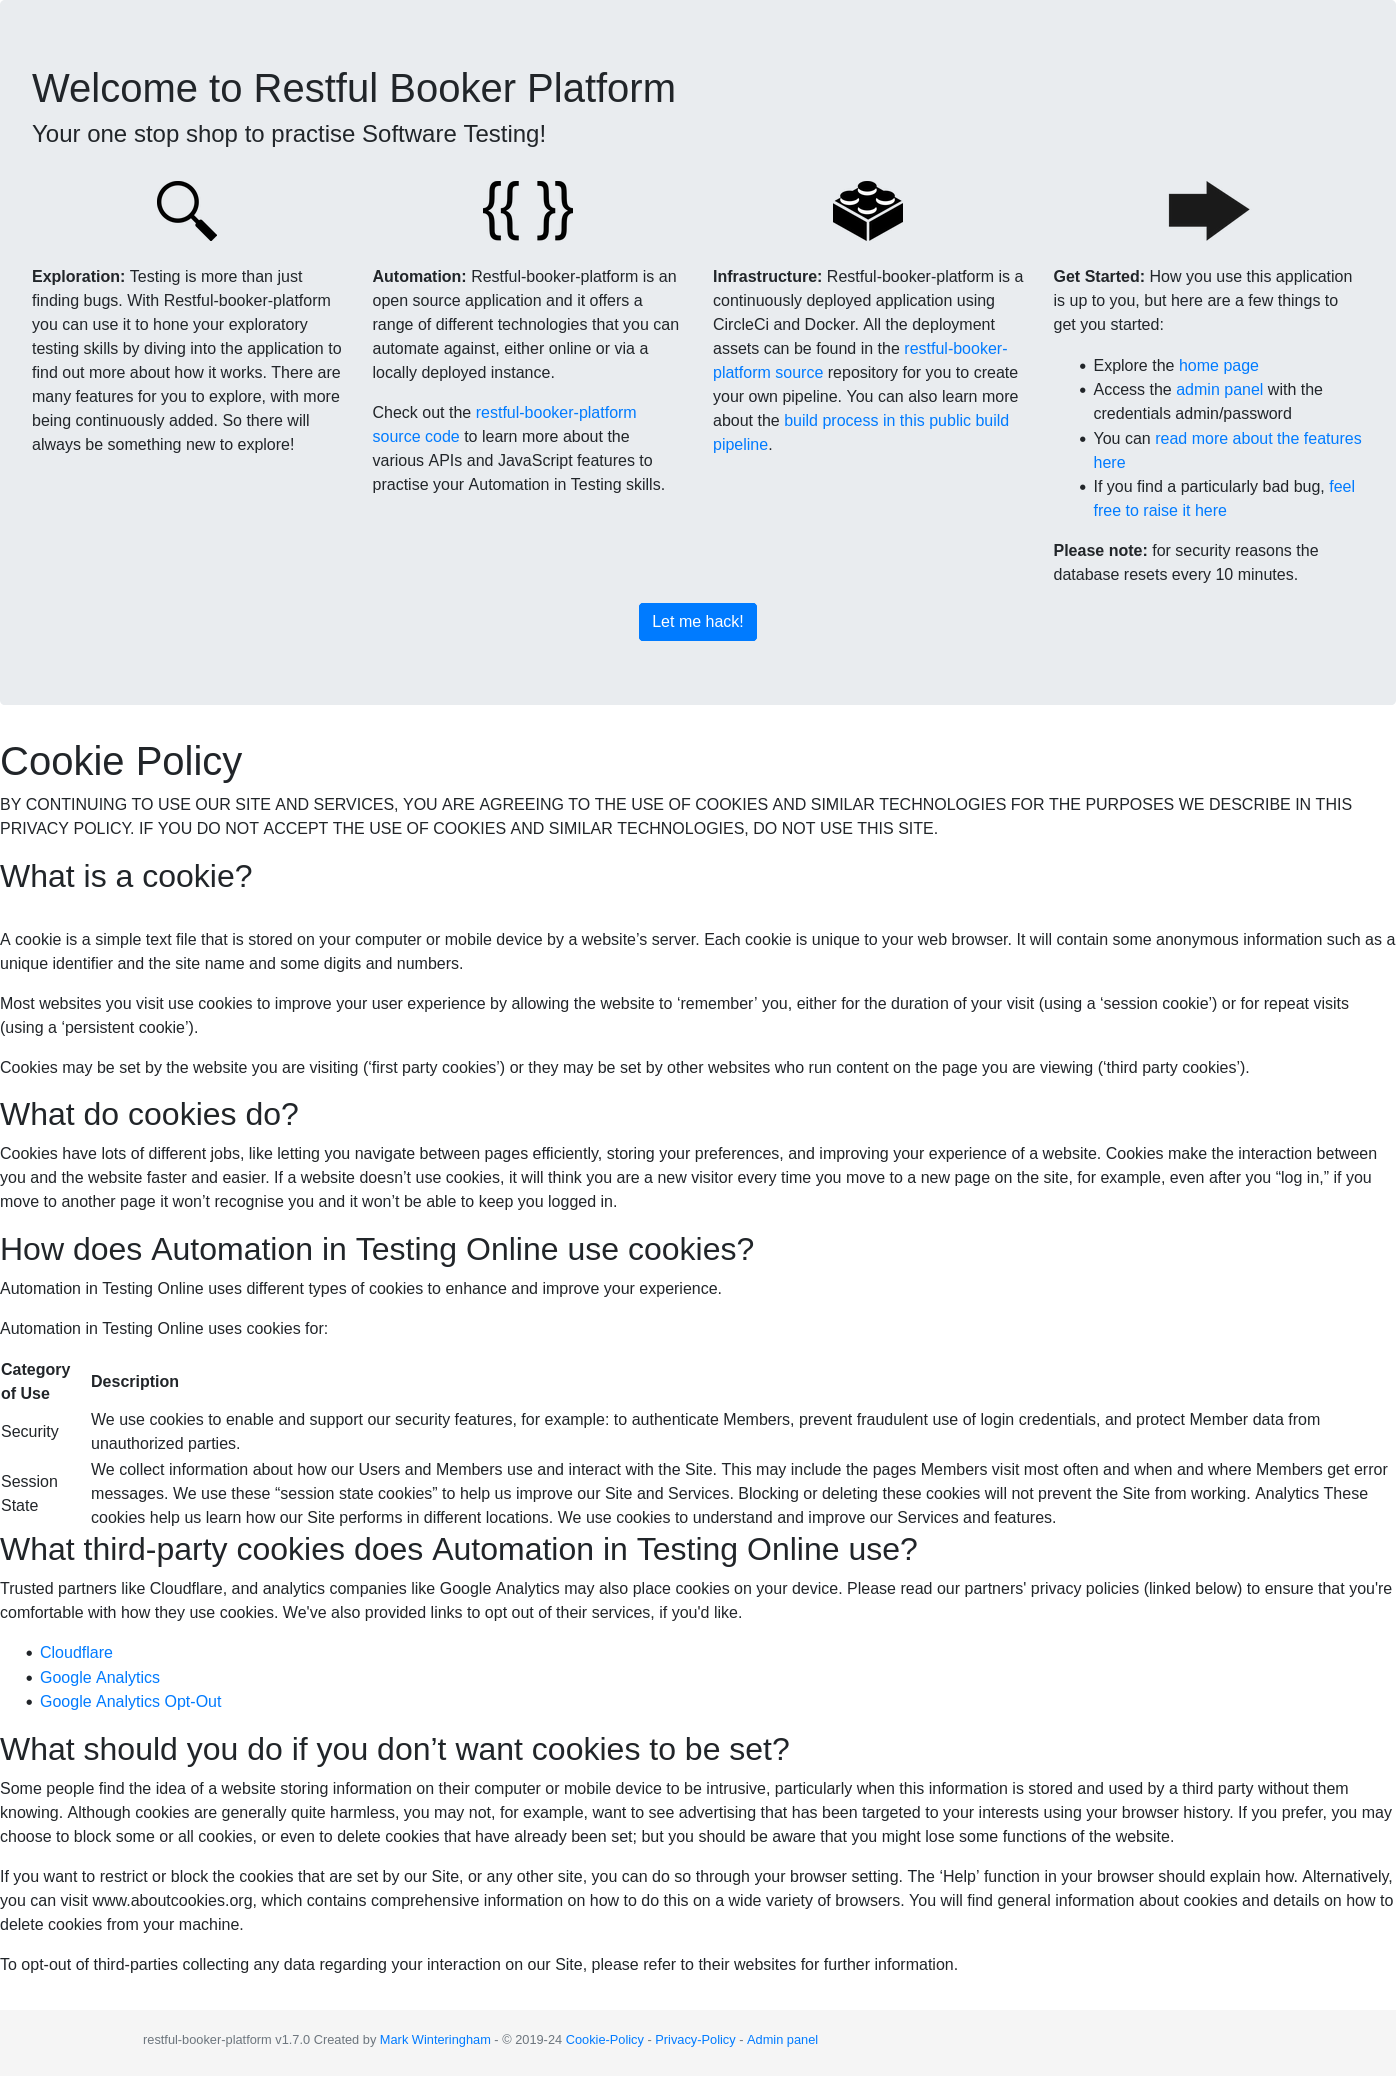 Welcome to Restful Booker Platform
Your one stop shop to practise Software Testing!
{{ }}
Exploration: Testing is more than just
finding bugs. With Restful-booker-platform
you can use it to hone your exploratory
testing skills by diving into the application to
find out more about how it works. There are
many features for you to explore, with more
being continuously added. So there will
always be something new to explore!
Automation: Restful-booker-platform is an
open source application and it offers a
range of different technologies that you can
automate against, either online or via a
locally deployed instance.
Check out the restful-booker-platform
source code to learn more about the
various APIs and JavaScript features to
practise your Automation in Testing skills.
Infrastructure: Restful-booker-platform is a
continuously deployed application using
CircleCi and Docker. All the deployment
assets can be found in the restful-booker-
platform source repository for you to create
your own pipeline. You can also learn more
about the build process in this public build
pipeline.
Get Started: How you use this application
is up to you, but here are a few things to
get you started:
• Explore the home page
• Access the admin panel with the
credentials admin/password
• You can read more about the features
here
• If you find a particularly bad bug, feel
free to raise it here
Please note: for security reasons the
database resets every 10 minutes.
Let me hack!
Cookie Policy
BY CONTINUING TO USE OUR SITE AND SERVICES, YOU ARE AGREEING TO THE USE OF COOKIES AND SIMILAR TECHNOLOGIES FOR THE PURPOSES WE DESCRIBE IN THIS
PRIVACY POLICY. IF YOU DO NOT ACCEPT THE USE OF COOKIES AND SIMILAR TECHNOLOGIES, DO NOT USE THIS SITE.
What is a cookie?
A cookie is a simple text file that is stored on your computer or mobile device by a website’s server. Each cookie is unique to your web browser. It will contain some anonymous information such as a
unique identifier and the site name and some digits and numbers.
Most websites you visit use cookies to improve your user experience by allowing the website to ‘remember’ you, either for the duration of your visit (using a ‘session cookie’) or for repeat visits
(using a ‘persistent cookie’).
Cookies may be set by the website you are visiting (‘first party cookies’) or they may be set by other websites who run content on the page you are viewing (‘third party cookies’).
What do cookies do?
Cookies have lots of different jobs, like letting you navigate between pages efficiently, storing your preferences, and improving your experience of a website. Cookies make the interaction between
you and the website faster and easier. If a website doesn’t use cookies, it will think you are a new visitor every time you move to a new page on the site, for example, even after you “log in,” if you
move to another page it won’t recognise you and it won’t be able to keep you logged in.
How does Automation in Testing Online use cookies?
Automation in Testing Online uses different types of cookies to enhance and improve your experience.
Automation in Testing Online uses cookies for:
Category
of Use
Description
Security
We use cookies to enable and support our security features, for example: to authenticate Members, prevent fraudulent use of login credentials, and protect Member data from
unauthorized parties.
Session
State
We collect information about how our Users and Members use and interact with the Site. This may include the pages Members visit most often and when and where Members get error
messages. We use these “session state cookies” to help us improve our Site and Services. Blocking or deleting these cookies will not prevent the Site from working. Analytics These
cookies help us learn how our Site performs in different locations. We use cookies to understand and improve our Services and features.
What third-party cookies does Automation in Testing Online use?
Trusted partners like Cloudflare, and analytics companies like Google Analytics may also place cookies on your device. Please read our partners' privacy policies (linked below) to ensure that you're
comfortable with how they use cookies. We've also provided links to opt out of their services, if you'd like.
• Cloudflare
• Google Analytics
• Google Analytics Opt-Out
What should you do if you don’t want cookies to be set?
Some people find the idea of a website storing information on their computer or mobile device to be intrusive, particularly when this information is stored and used by a third party without them
knowing. Although cookies are generally quite harmless, you may not, for example, want to see advertising that has been targeted to your interests using your browser history. If you prefer, you may
choose to block some or all cookies, or even to delete cookies that have already been set; but you should be aware that you might lose some functions of the website.
If you want to restrict or block the cookies that are set by our Site, or any other site, you can do so through your browser setting. The ‘Help’ function in your browser should explain how. Alternatively,
you can visit www.aboutcookies.org, which contains comprehensive information on how to do this on a wide variety of browsers. You will find general information about cookies and details on how to
delete cookies from your machine.
To opt-out of third-parties collecting any data regarding your interaction on our Site, please refer to their websites for further information.
restful-booker-platform v1.7.0 Created by Mark Winteringham - © 2019-24 Cookie-Policy - Privacy-Policy - Admin panel